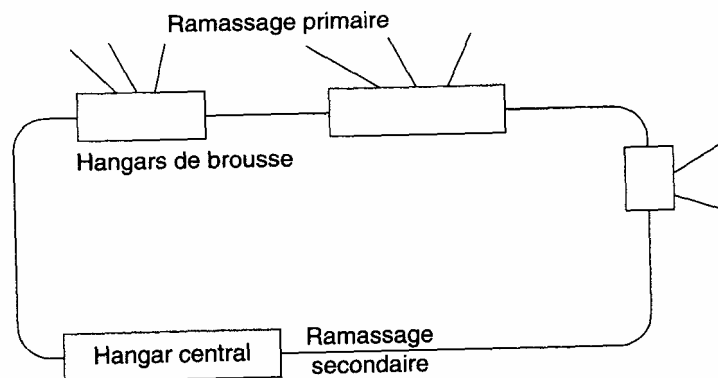 Ramassage primaire
Hangars de brousse
Hangar central
Ramassage
secondaire